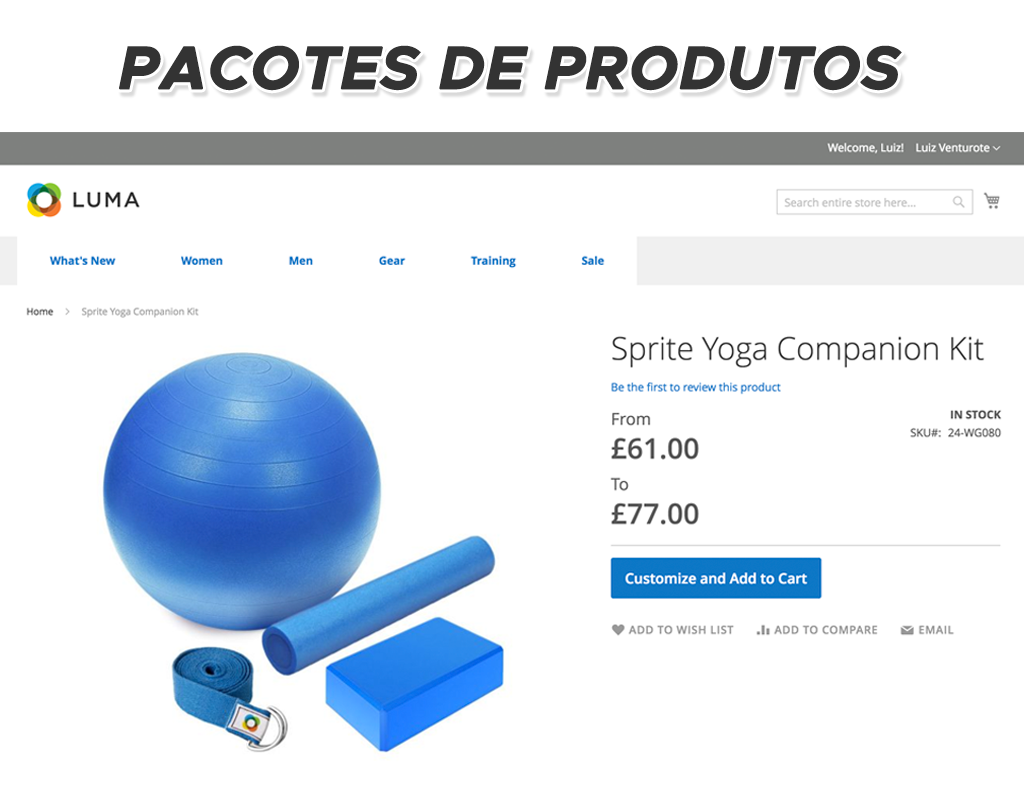 PACOTES DE PRODUTOS
Welcome, Luiz! Luiz Venturote
LUMA
Search entire store here...
What's New Women Men Gear Training Sale
Home Sprite Yoga Companion Kit
Sprite Yoga Companion Kit
Be the first to review this product
From
IN STOCK
£61.00
SKU#: 24-WG080
To
£77.00
Customize and Add to Cart
ADD TO WISH LIST ADD TO COMPARE EMAIL